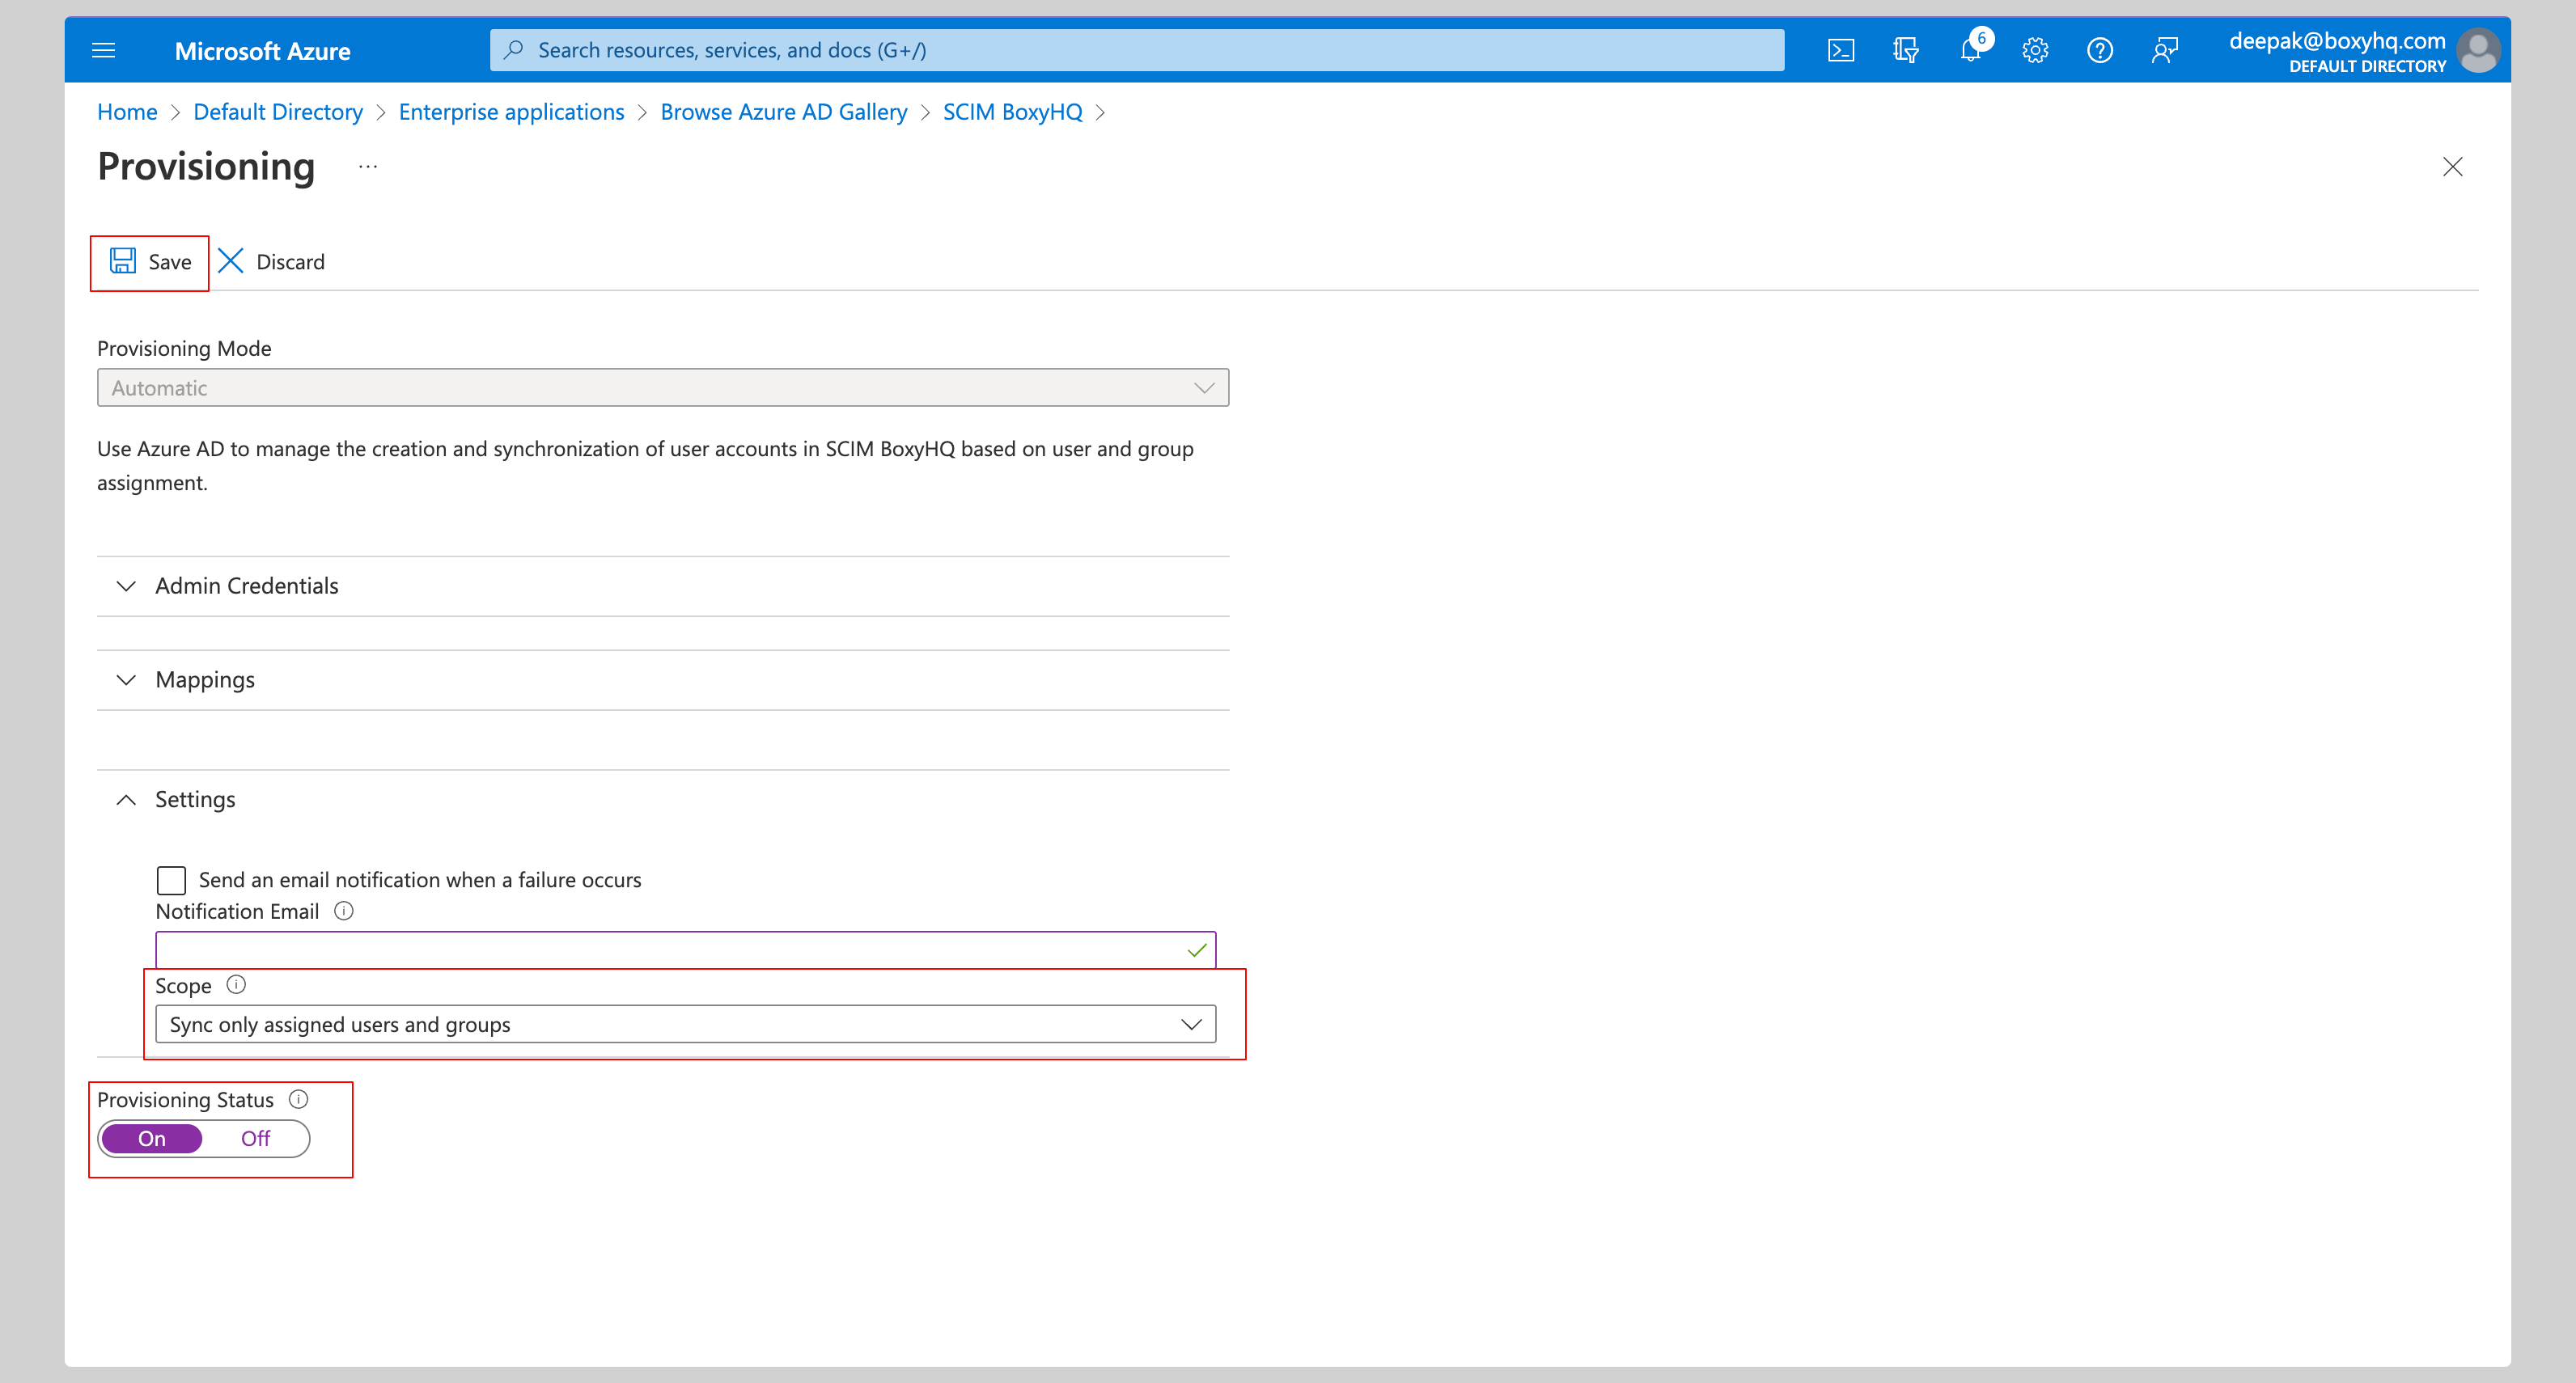 Microsoft Azure
Search resources, services, and docs (G+/)
6
deepak@boxyhq.com
DEFAULT DIRECTORY
Home > Default Directory > Enterprise applications > Browse Azure AD Gallery > SCIM BoxyHQ >
Provisioning ...
Save Discard
Provisioning Mode
Automatic
Use Azure AD to manage the creation and synchronization of user accounts in SCIM BoxyHQ based on user and group
assignment.
Admin Credentials
Mappings
Settings
Send an email notification when a failure occurs
Notification Email
Scope
Sync only assigned users and groups
Provisioning Status
On Off